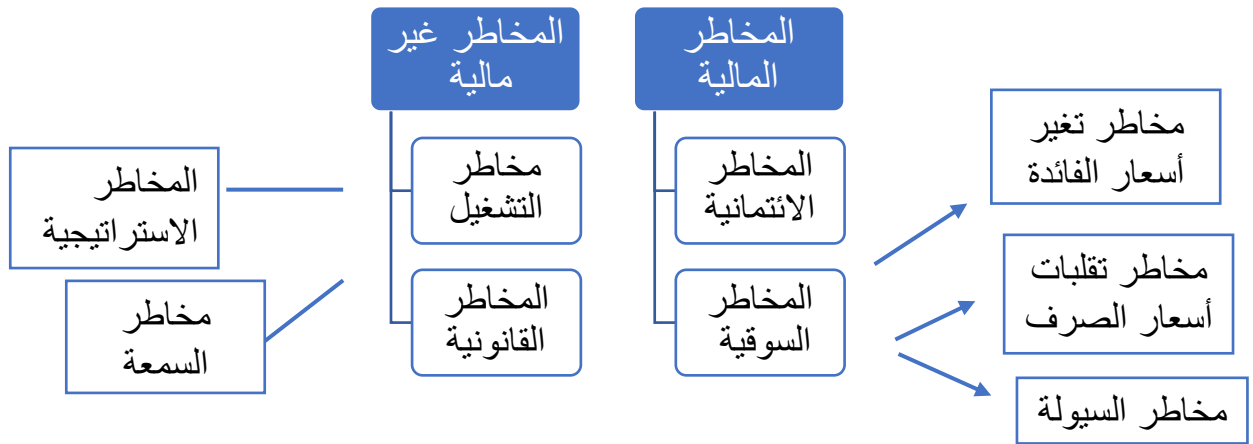 المخاطر
المالية
المخاطر غير
مالية
مخاطر تغير
أسعار الفائدة
المخاطر
الائتمانية
مخاطر
التشغيل
المخاطر
الاستراتيجية
مخاطر تقلبات
أسعار الصرف
المخاطر
السوقية
المخاطر
القانونية
مخاطر
السمعة
مخاطر السيولة